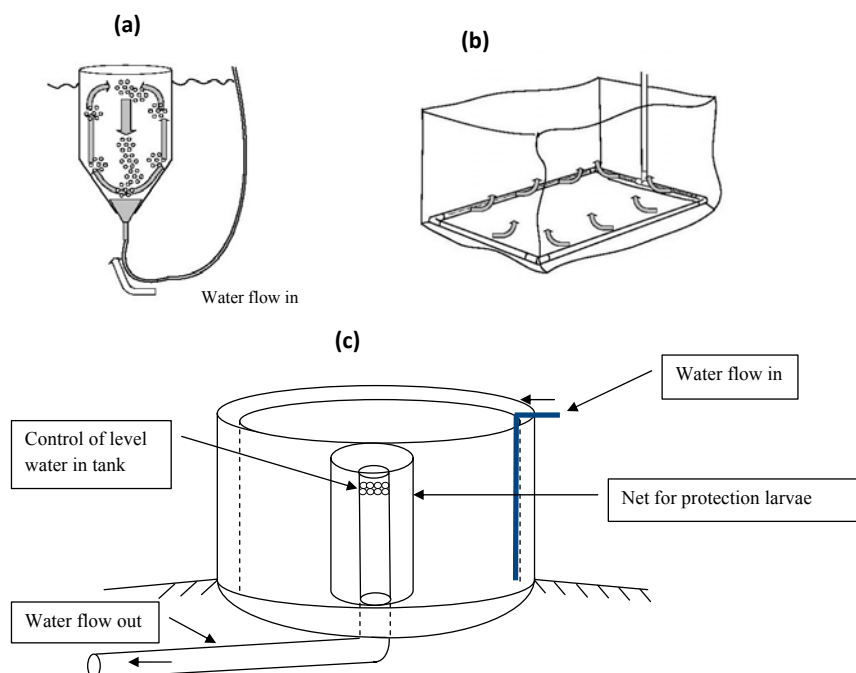 (a)
(b)
Water flow in
(c)
Water flow in
Control of level
water in tank
Net for protection larvae
Water flow out